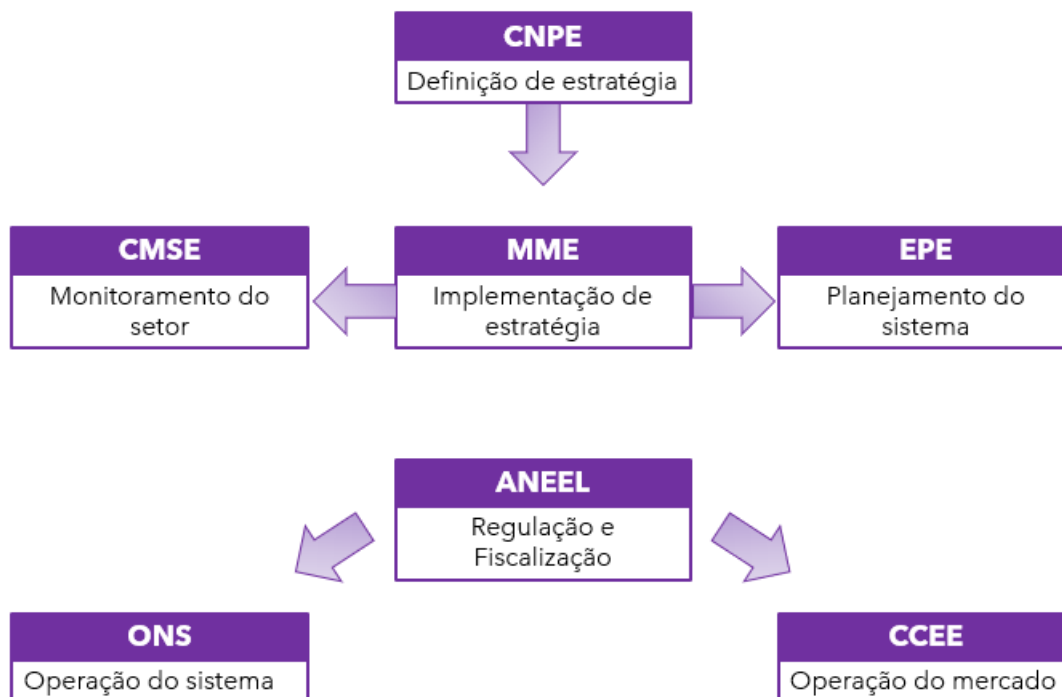 CNPE
Definição de estratégia
CMSE
Monitoramento do
setor
MME
Implementação de
estratégia
EPE
Planejamento do
sistema
ANEEL
Regulação e
Fiscalização
ONS
Operação do sistema
CCEE
Operação do mercado